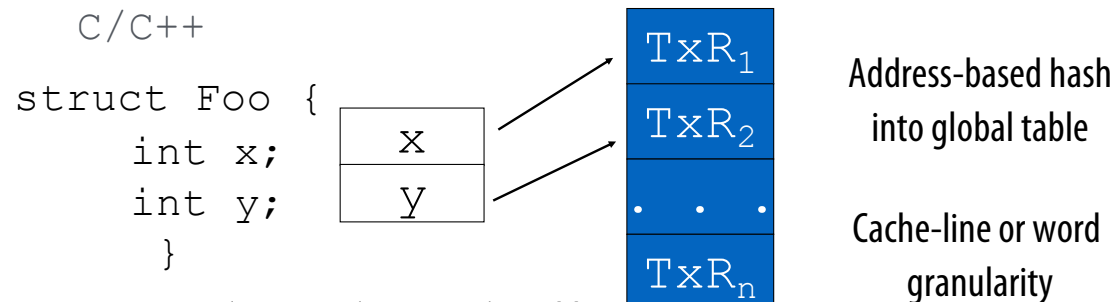 C/C++
struct Foo {
int x;
int y;
}
x
y
TxR₁
TxR₂
. . .
TxRₙ
Address-based hash
into global table
Cache-line or word
granularity